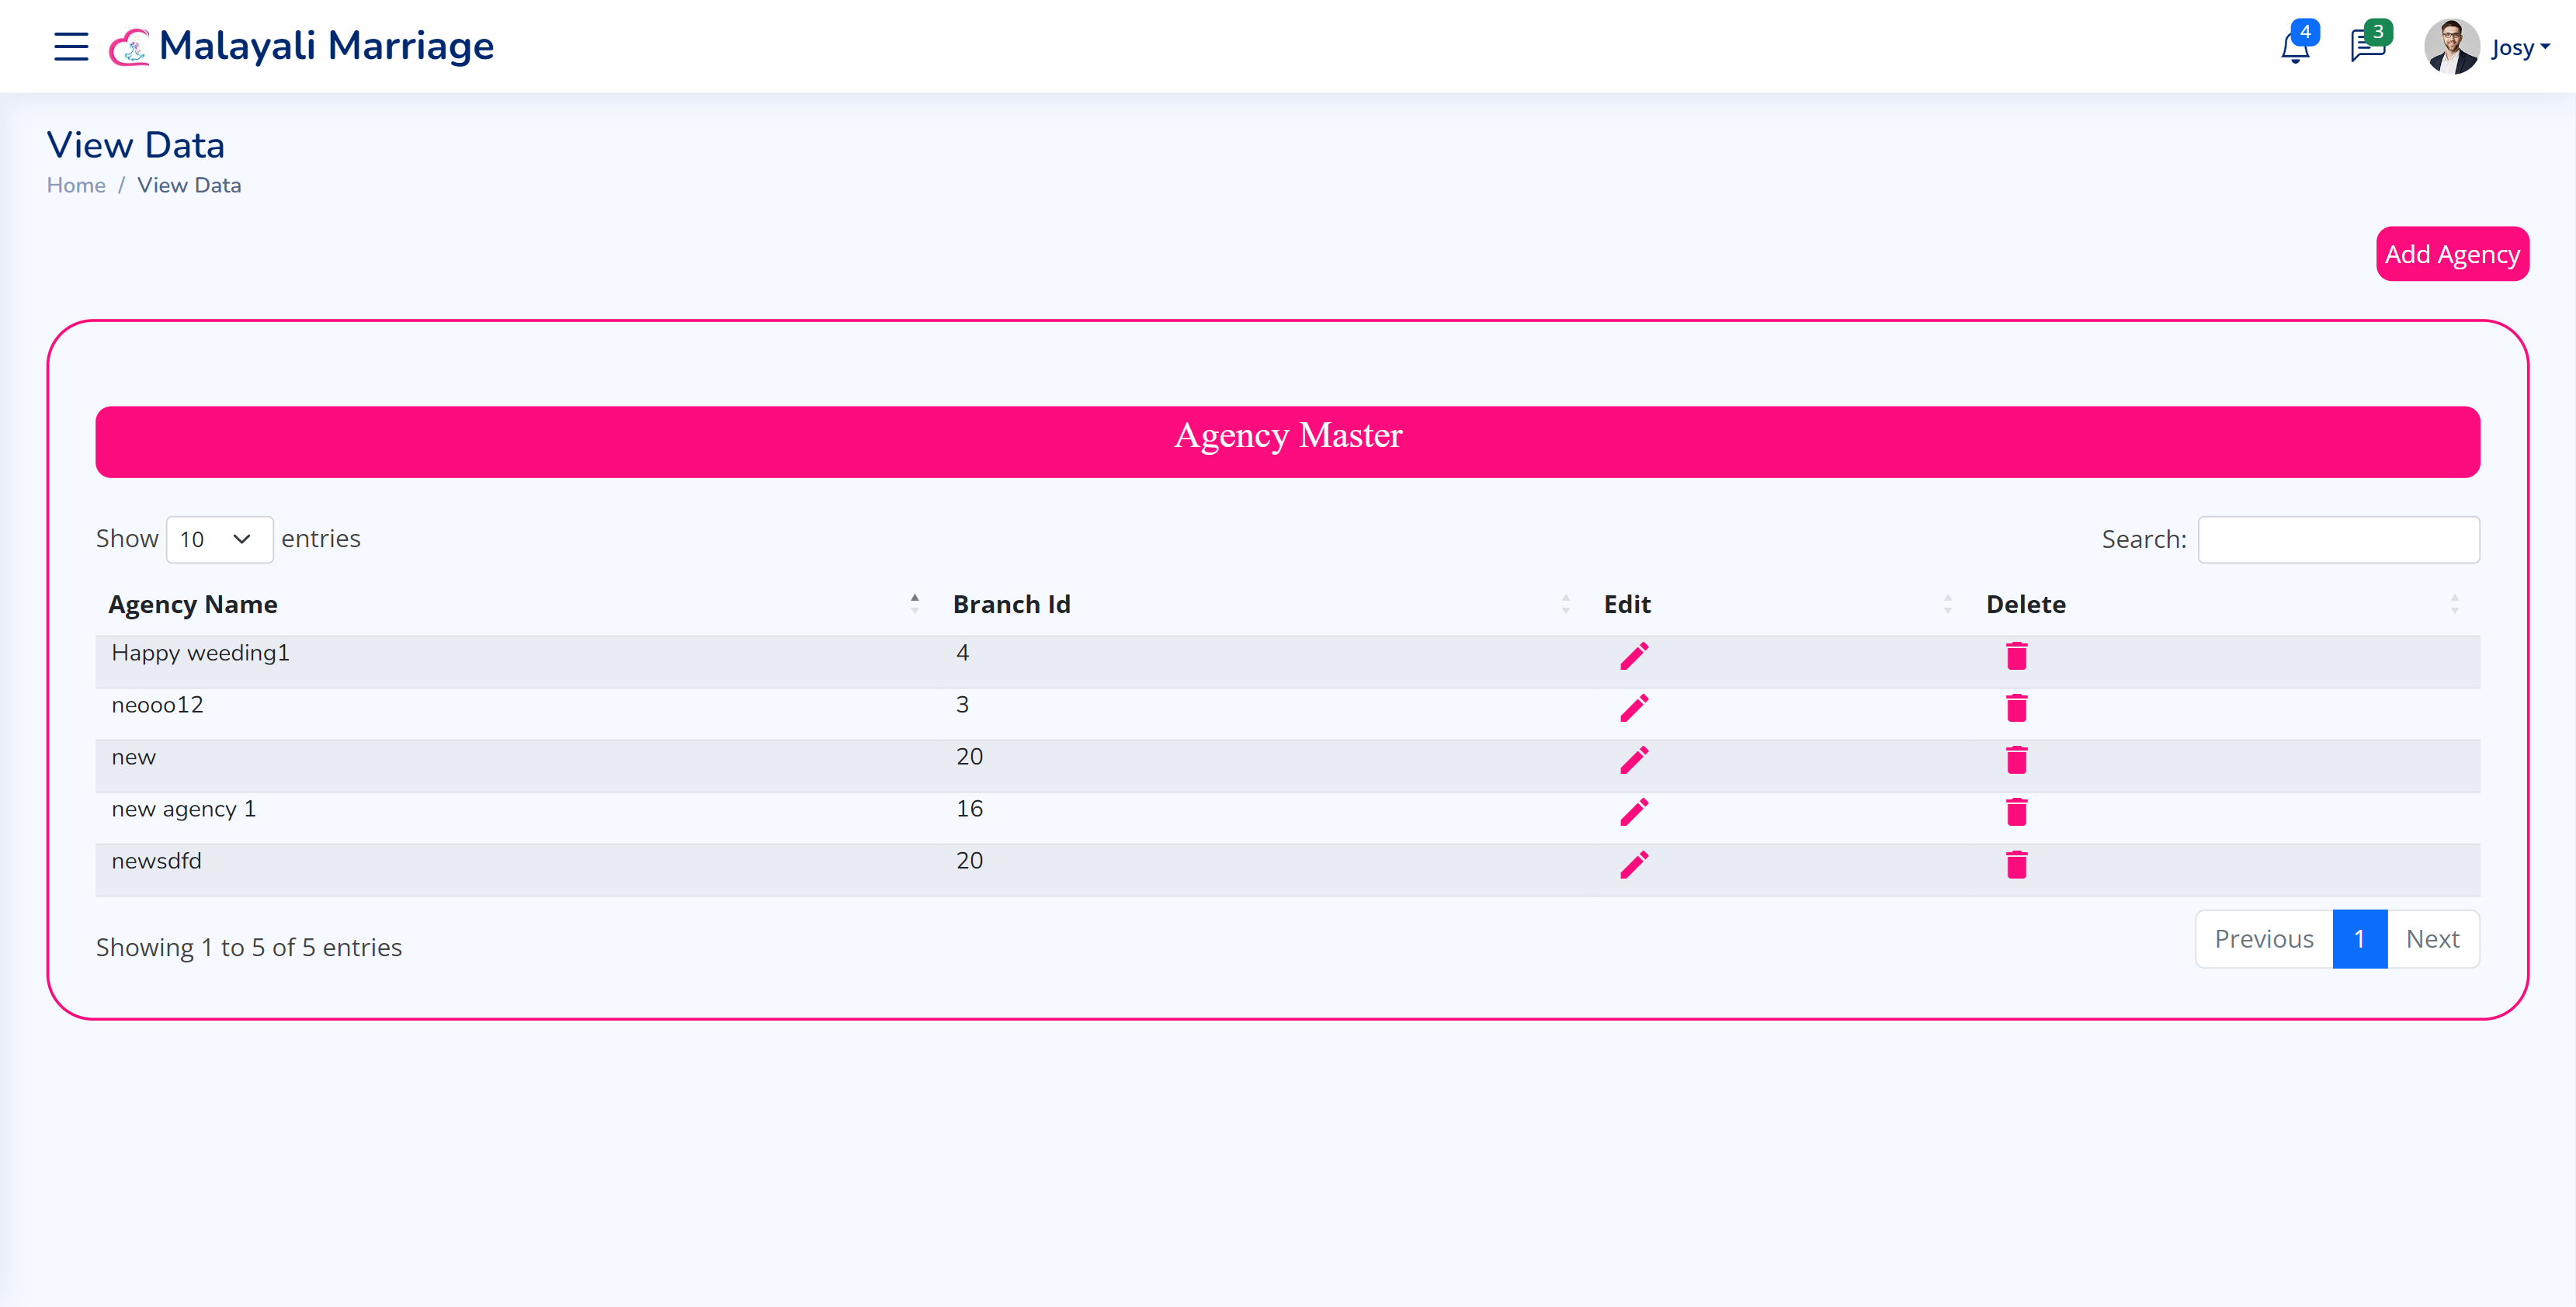 Malayali Marriage
4
3
Josy
View Data
Home / View Data
Add Agency
Agency Master
Show 10 entries
Search:
Agency Name Branch Id Edit Delete
Happy weeding1 4
neooo12 3
new 20
new agency 1 16
newsdfd 20
Showing 1 to 5 of 5 entries
Previous 1 Next